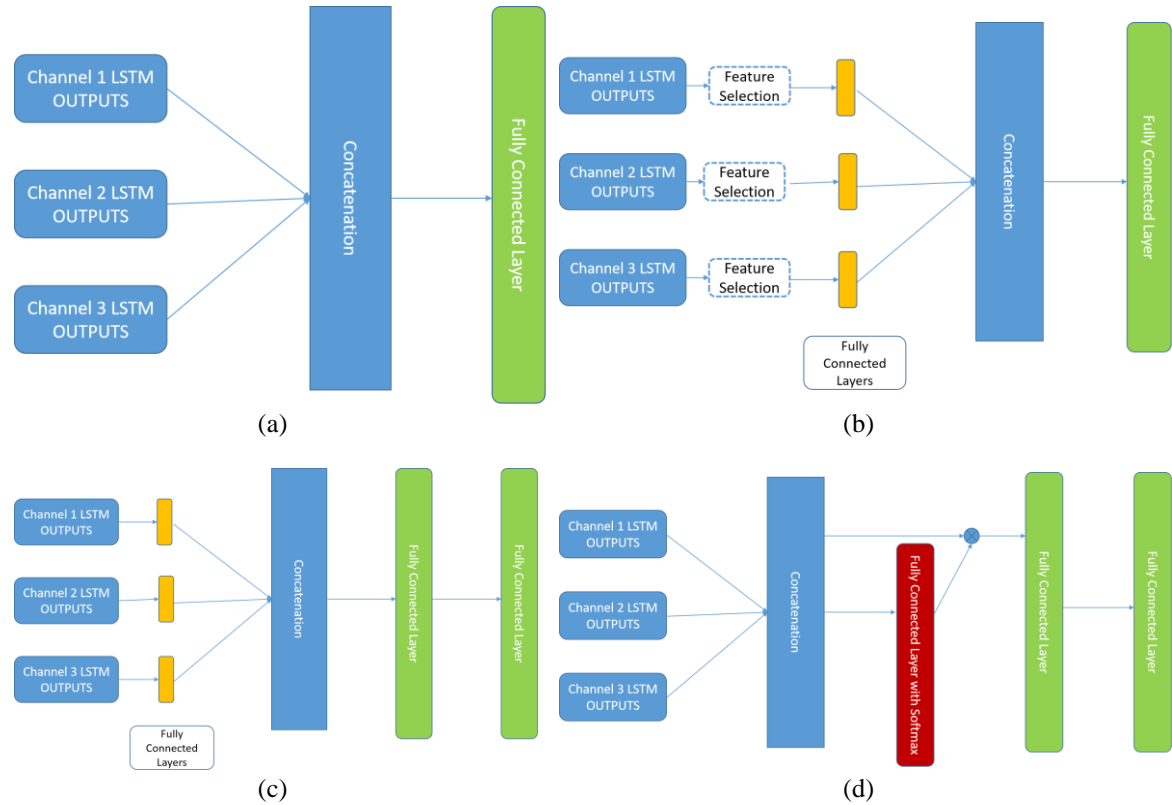 Channel 1 LSTM
OUTPUTS
Channel 2 LSTM
OUTPUTS
Channel 3 LSTM
OUTPUTS
Concatenation
Fully Connected Layer
(a)
Channel 1 LSTM
OUTPUTS
Feature
Selection
Channel 2 LSTM
OUTPUTS
Feature
Selection
Channel 3 LSTM
OUTPUTS
Feature
Selection
Fully
Connected
Layers
Concatenation
Fully Connected Layer
(b)
Channel 1 LSTM
OUTPUTS
Channel 2 LSTM
OUTPUTS
Channel 3 LSTM
OUTPUTS
Fully
Connected
Layers
Concatenation
Fully Connected Layer
Fully Connected Layer
(c)
Channel 1 LSTM
OUTPUTS
Channel 2 LSTM
OUTPUTS
Channel 3 LSTM
OUTPUTS
Concatenation
Fully Connected Layer with Softmax
Fully Connected Layer
Fully Connected Layer
(d)